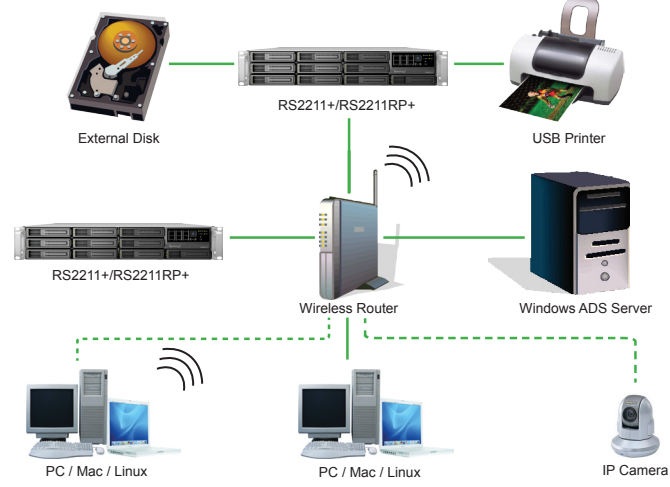 RS2211+/RS2211RP+
External Disk
USB Printer
RS2211+/RS2211RP+
Wireless Router
Windows ADS Server
PC / Mac / Linux
PC / Mac / Linux
IP Camera